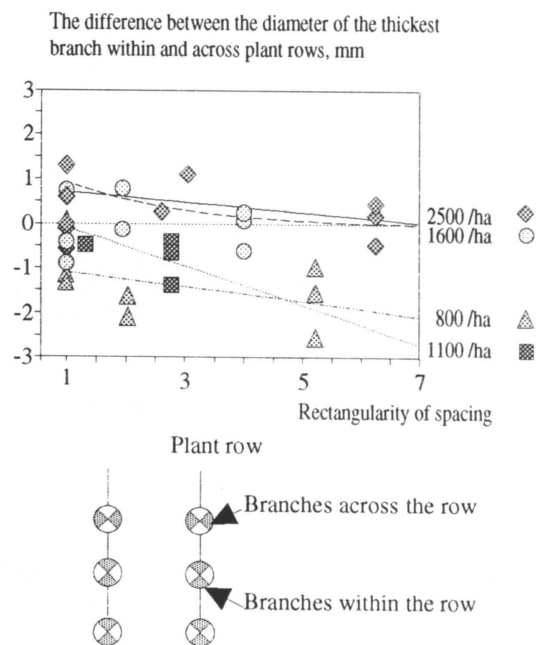 The difference between the diameter of the thickest
branch within and across plant rows, mm
3
2
1
0
-1
-2
-3
1 3 5 7
2500 /ha
1600 /ha
800 /ha
1100 /ha
Rectangularity of spacing
Plant row
Branches across the row
Branches within the row